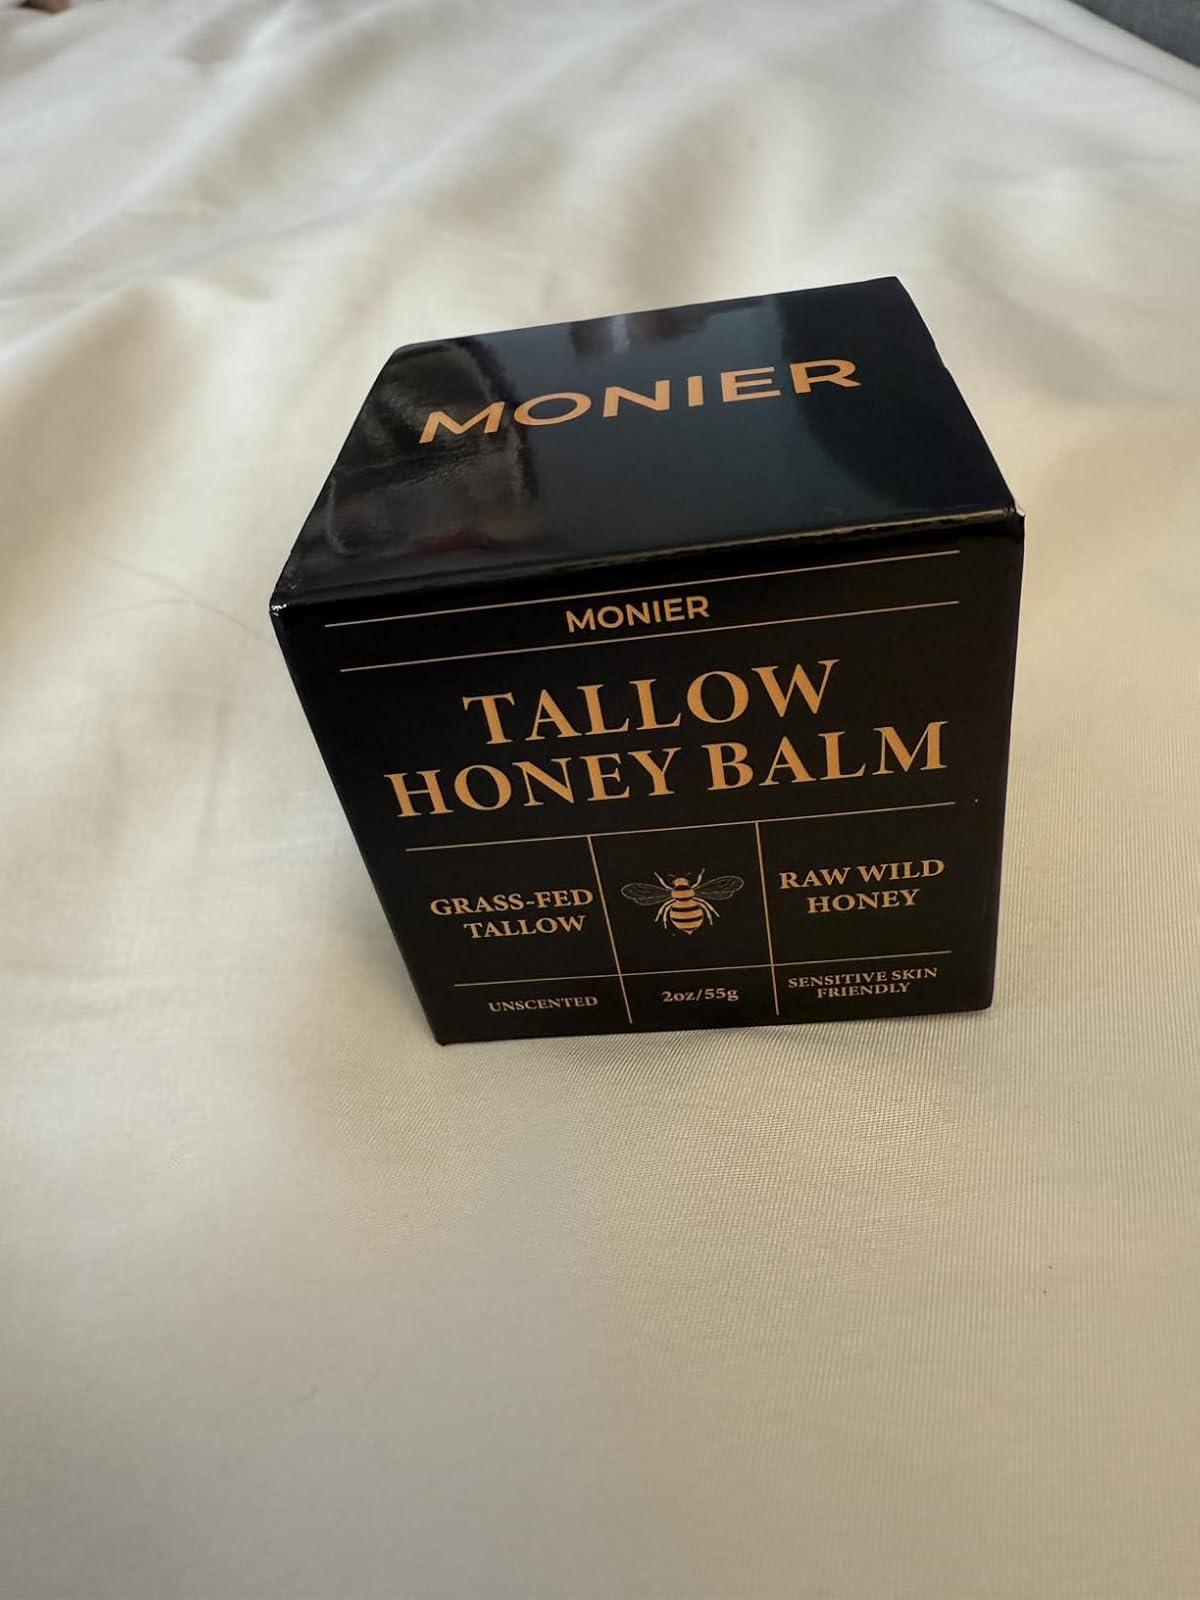 MONIER
MONIER
TALLOW
HONEY BALM
GRASS-FED
TALLOW
RAW WILD
HONEY
UNSCENTED
2oz/55g
SENSITIVE SKIN
FRIENDLY